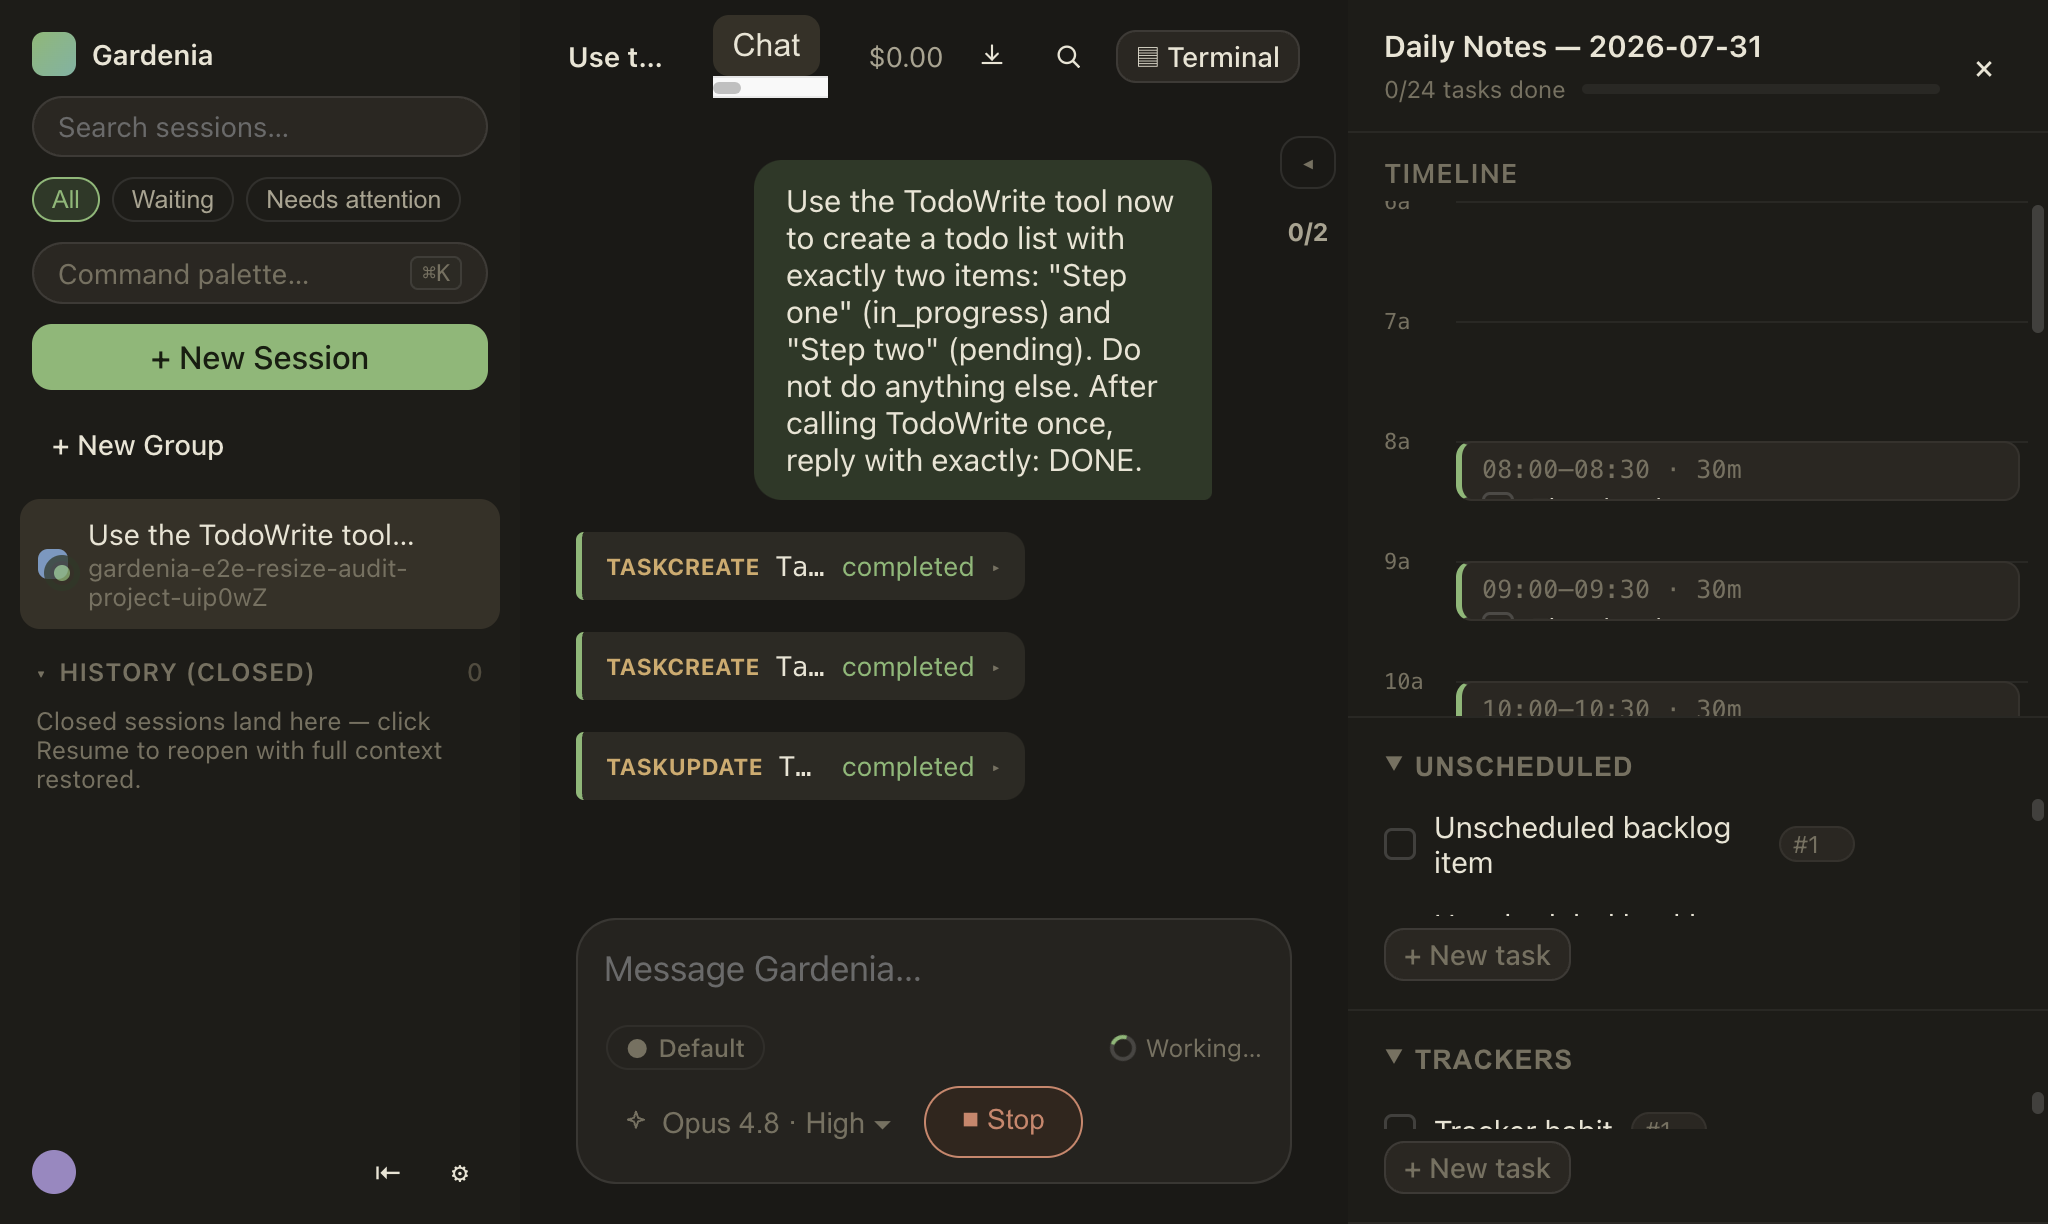 Gardenia
Search sessions...
All
Waiting
Needs attention
Command palette...
⌘K
+ New Session
+ New Group
Use the TodoWrite tool...
gardenia-e2e-resize-audit-
project-uip0wZ
HISTORY (CLOSED)
0
Closed sessions land here — click
Resume to reopen with full context
restored.
Use t...
Chat
$0.00
Terminal
0/2
Use the TodoWrite tool now
to create a todo list with
exactly two items: "Step
one" (in_progress) and
"Step two" (pending). Do
not do anything else. After
calling TodoWrite once,
reply with exactly: DONE.
TASKCREATE Ta... completed
TASKCREATE Ta... completed
TASKUPDATE T... completed
Message Gardenia...
Default
Working...
Opus 4.8 · High
Stop
Daily Notes — 2026-07-31
0/24 tasks done
TIMELINE
6a
7a
8a
08:00–08:30 · 30m
9a
09:00–09:30 · 30m
10a
10:00–10:30 · 30m
UNSCHEDULED
Unscheduled backlog
item
#1
+ New task
TRACKERS
Tracker habit
#1
+ New task